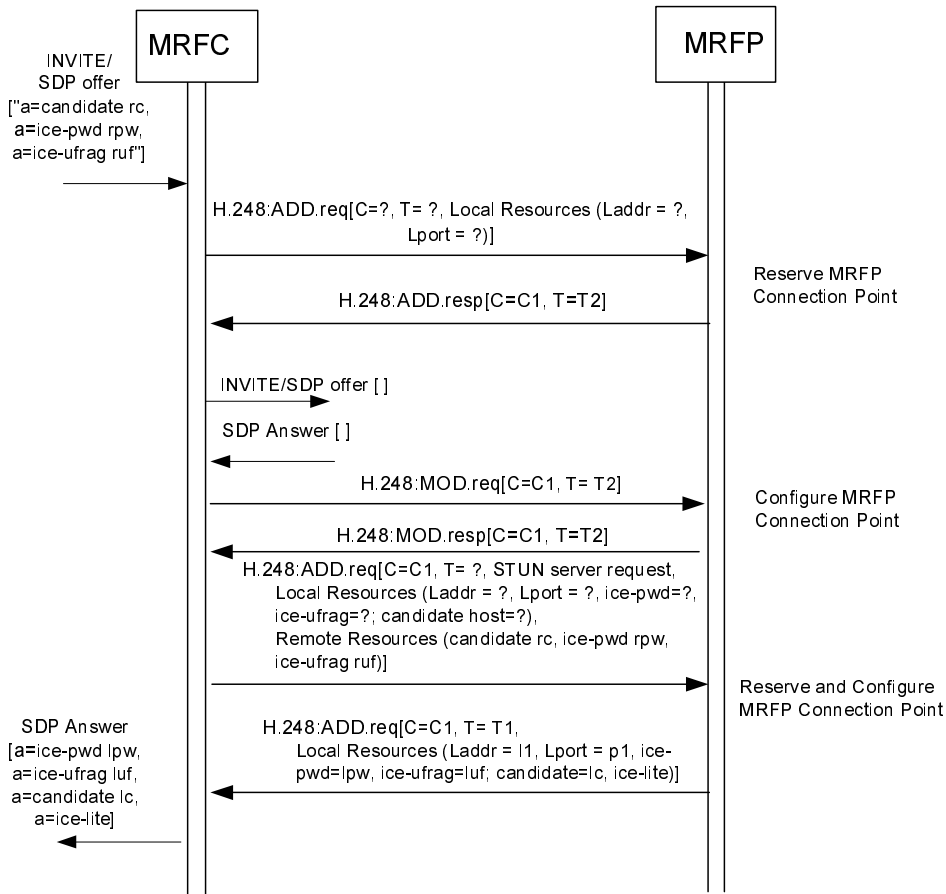 MRFC
MRFP
INVITE/
SDP offer
["a=candidate rc,
a=ice-pwd rpw,
a=ice-ufrag ruf"]
H.248:ADD.req[C=?, T= ?, Local Resources (Laddr = ?,
Lport = ?)]
Reserve MRFP
Connection Point
H.248:ADD.resp[C=C1, T=T2]
INVITE/SDP offer [ ]
SDP Answer [ ]
H.248:MOD.req[C=C1, T= T2]
Configure MRFP
Connection Point
H.248:MOD.resp[C=C1, T=T2]
H.248:ADD.req[C=C1, T= ?, STUN server request,
Local Resources (Laddr = ?, Lport = ?, ice-pwd=?,
ice-ufrag=?; candidate host=?),
Remote Resources (candidate rc, ice-pwd rpw,
ice-ufrag ruf)]
Reserve and Configure
MRFP Connection Point
H.248:ADD.req[C=C1, T= T1,
Local Resources (Laddr = l1, Lport = p1, ice-
pwd=lpw, ice-ufrag=luf; candidate=lc, ice-lite)]
SDP Answer
[a=ice-pwd lpw,
a=ice-ufrag luf,
a=candidate lc,
a=ice-lite]